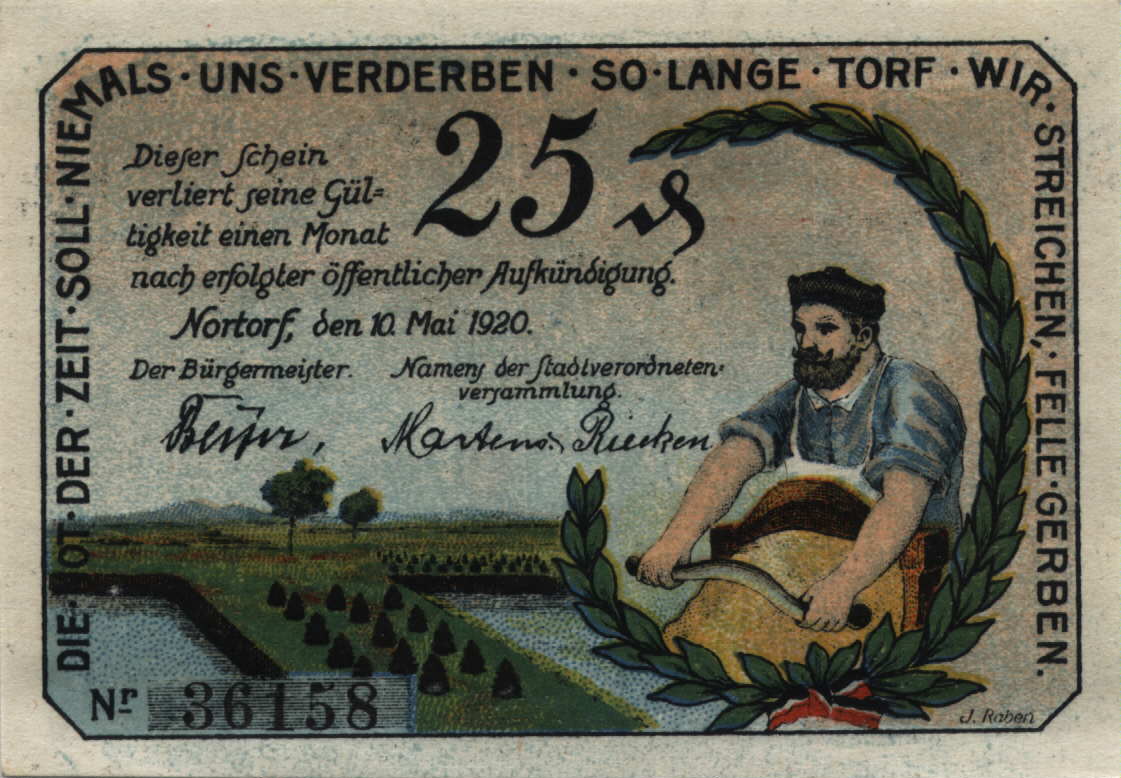 DIE · NOT · DER · ZEIT · SOLL · NIEMALS · UNS · VERDERBEN · SO · LANGE · TORF · WIR · STREICHEN, · FELLE · GERBEN.
25 ₰
Dieser Schein
verliert seine Gül=
tigkeit einen Monat
nach erfolgter öffentlicher Aufkündigung.
Nortorf, den 10. Mai 1920.
Der Bürgermeister. Namens der Stadtverordneten-
versammlung.
Martens. Riecken
Nr 36158
J. Raben